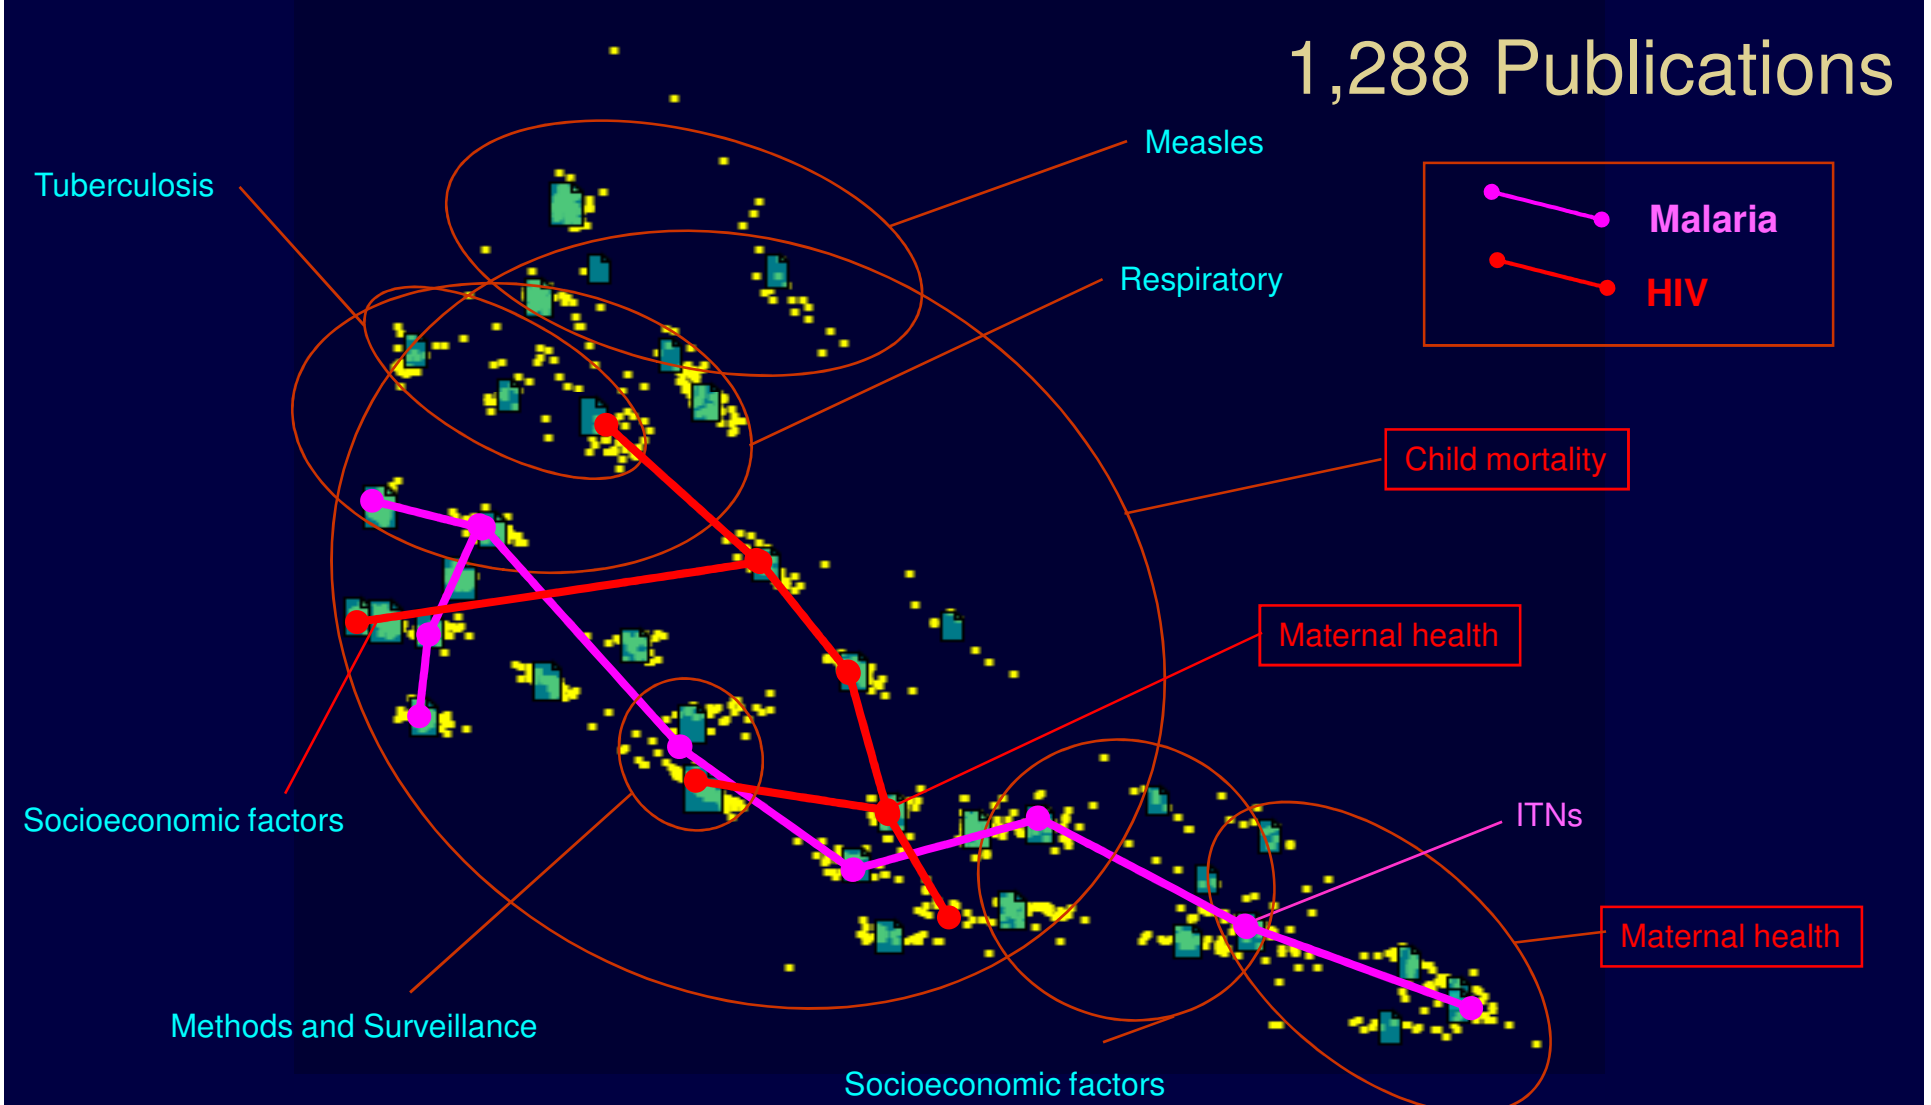 1,288 Publications
Measles
Tuberculosis
Malaria
Respiratory
HIV
Child mortality
Maternal health
Socioeconomic factors
ITNs
Maternal health
Methods and Surveillance
Socioeconomic factors